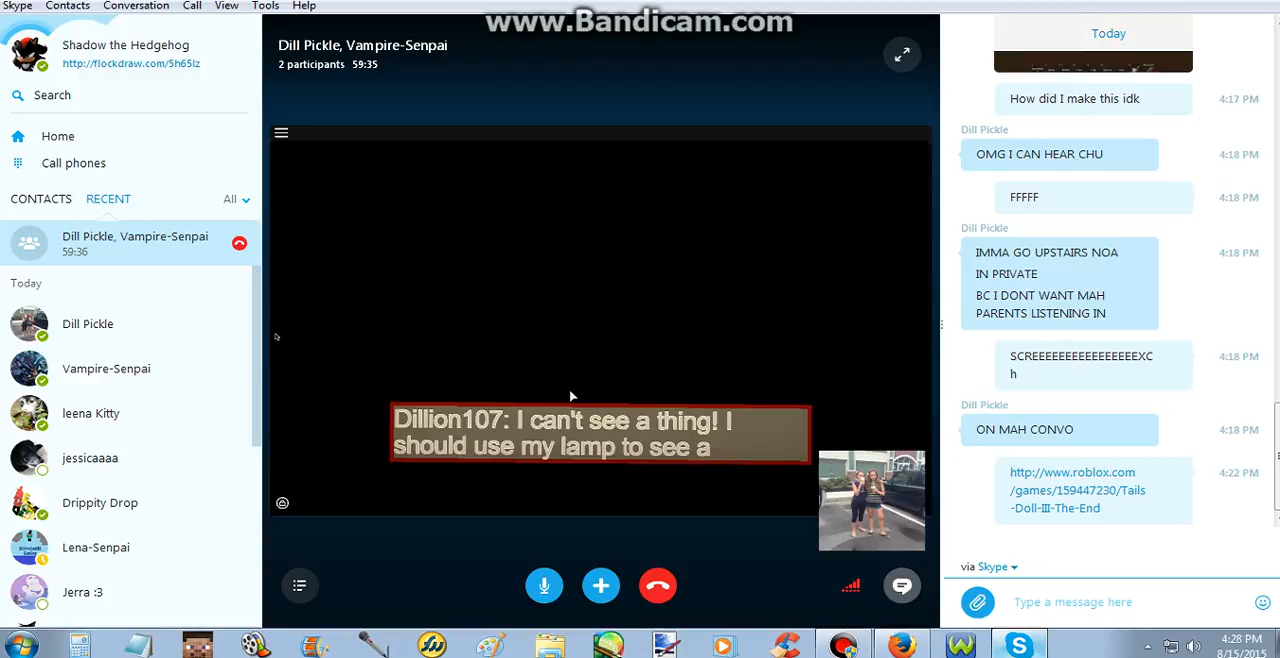 Skype Contacts Conversation Call View Tools Help
www.Bandicam.com
Shadow the Hedgehog
http://flockdraw.com/5h65lz
Search
Home
Call phones
CONTACTS RECENT All
Dill Pickle, Vampire-Senpai
59:36
Today
Dill Pickle
Vampire-Senpai
leena Kitty
jessicaaaa
Drippity Drop
Lena-Senpai
Jerra :3
Dill Pickle, Vampire-Senpai
2 participants 59:35
Dillion107: I can't see a thing! I
should use my lamp to see a
Today
How did I make this idk 4:17 PM
Dill Pickle
OMG I CAN HEAR CHU 4:18 PM
FFFFF 4:18 PM
Dill Pickle
IMMA GO UPSTAIRS NOA 4:18 PM
IN PRIVATE
BC I DONT WANT MAH
PARENTS LISTENING IN
SCREEEEEEEEEEEEEEEEXC 4:18 PM
h
Dill Pickle
ON MAH CONVO 4:18 PM
http://www.roblox.com 4:22 PM
/games/159447230/Tails
-Doll-III-The-End
via Skype
Type a message here
4:28 PM
8/15/2015